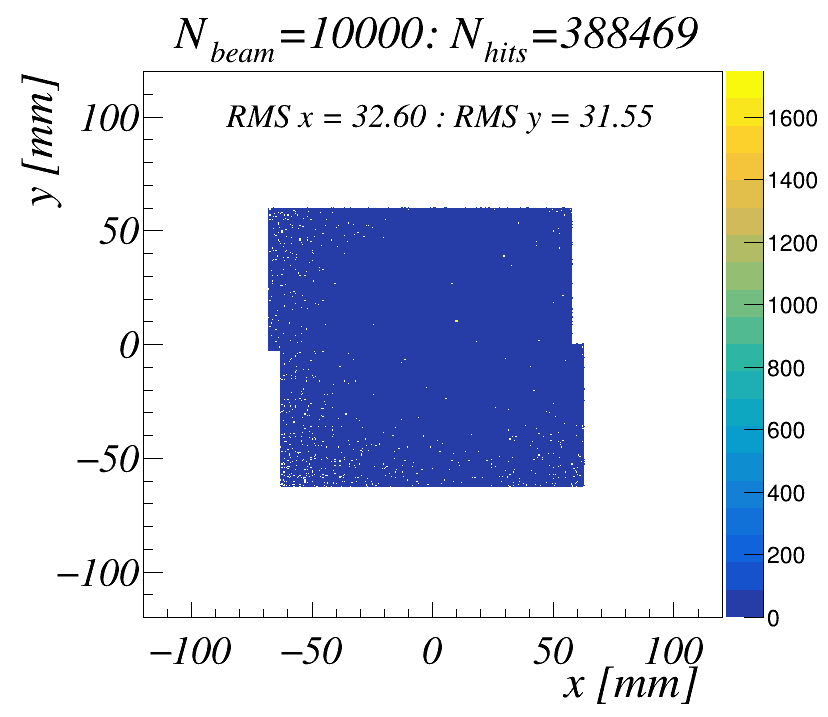 N_beam=10000: N_hits=388469
y [mm]
RMS x = 32.60 : RMS y = 31.55
100
50
0
−50
−100
−100 −50 0 50 100
x [mm]
1600
1400
1200
1000
800
600
400
200
0